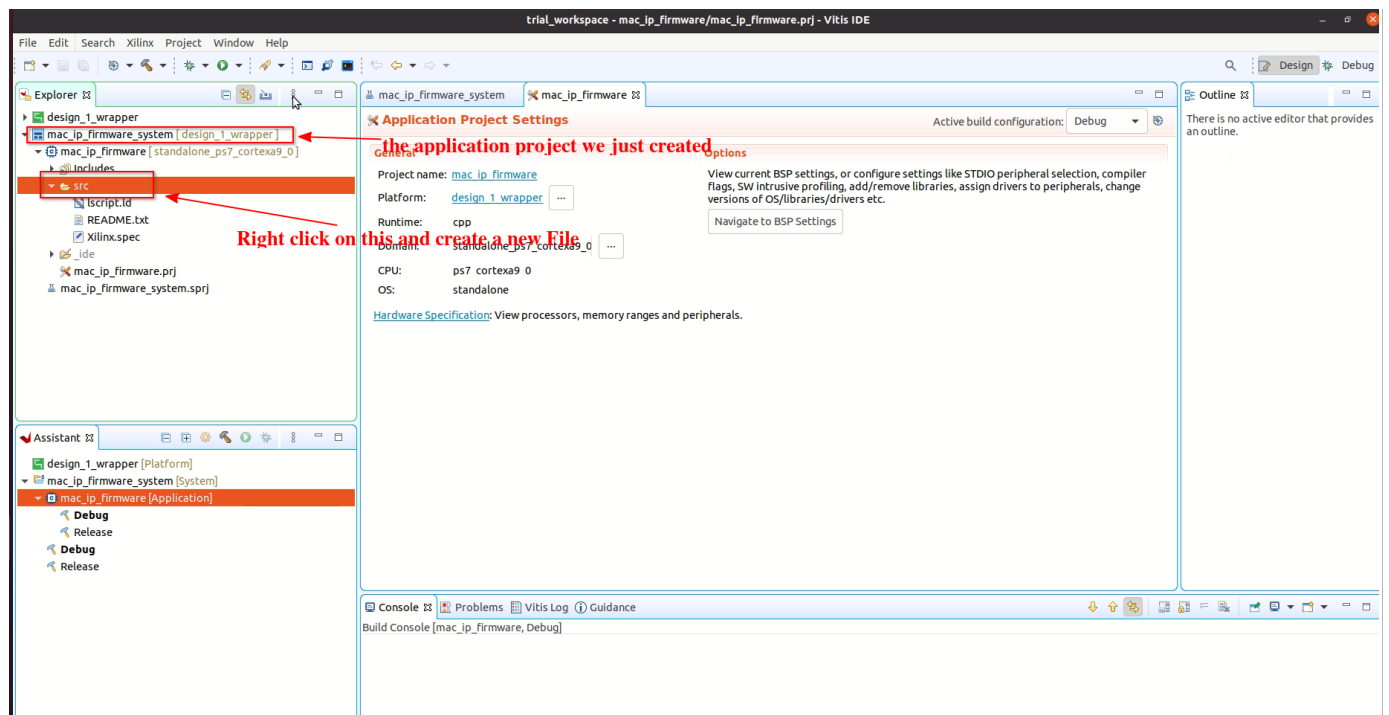 trial_workspace - mac_ip_firmware/mac_ip_firmware.prj - Vitis IDE
File Edit Search Xilinx Project Window Help
Design Debug
Explorer
design_1_wrapper
mac_ip_firmware_system [ design_1_wrapper ]
mac_ip_firmware [ standalone_ps7_cortexa9_0 ]
Includes
src
lscript.ld
README.txt
Xilinx.spec
_ide
mac_ip_firmware.prj
mac_ip_firmware_system.sprj
the application project we just created
Right click on this and create a new File
mac_ip_firmware_system mac_ip_firmware
Application Project Settings
Active build configuration: Debug
General
Project name: mac_ip_firmware
Platform: design_1_wrapper ...
Runtime: cpp
Domain: standalone_ps7_cortexa9_0 ...
CPU: ps7_cortexa9_0
OS: standalone
Hardware Specification: View processors, memory ranges and peripherals.
Options
View current BSP settings, or configure settings like STDIO peripheral selection, compiler
flags, SW intrusive profiling, add/remove libraries, assign drivers to peripherals, change
versions of OS/libraries/drivers etc.
Navigate to BSP Settings
Outline
There is no active editor that provides
an outline.
Assistant
design_1_wrapper [Platform]
mac_ip_firmware_system [System]
mac_ip_firmware [Application]
Debug
Release
Debug
Release
Console Problems Vitis Log Guidance
Build Console [mac_ip_firmware, Debug]